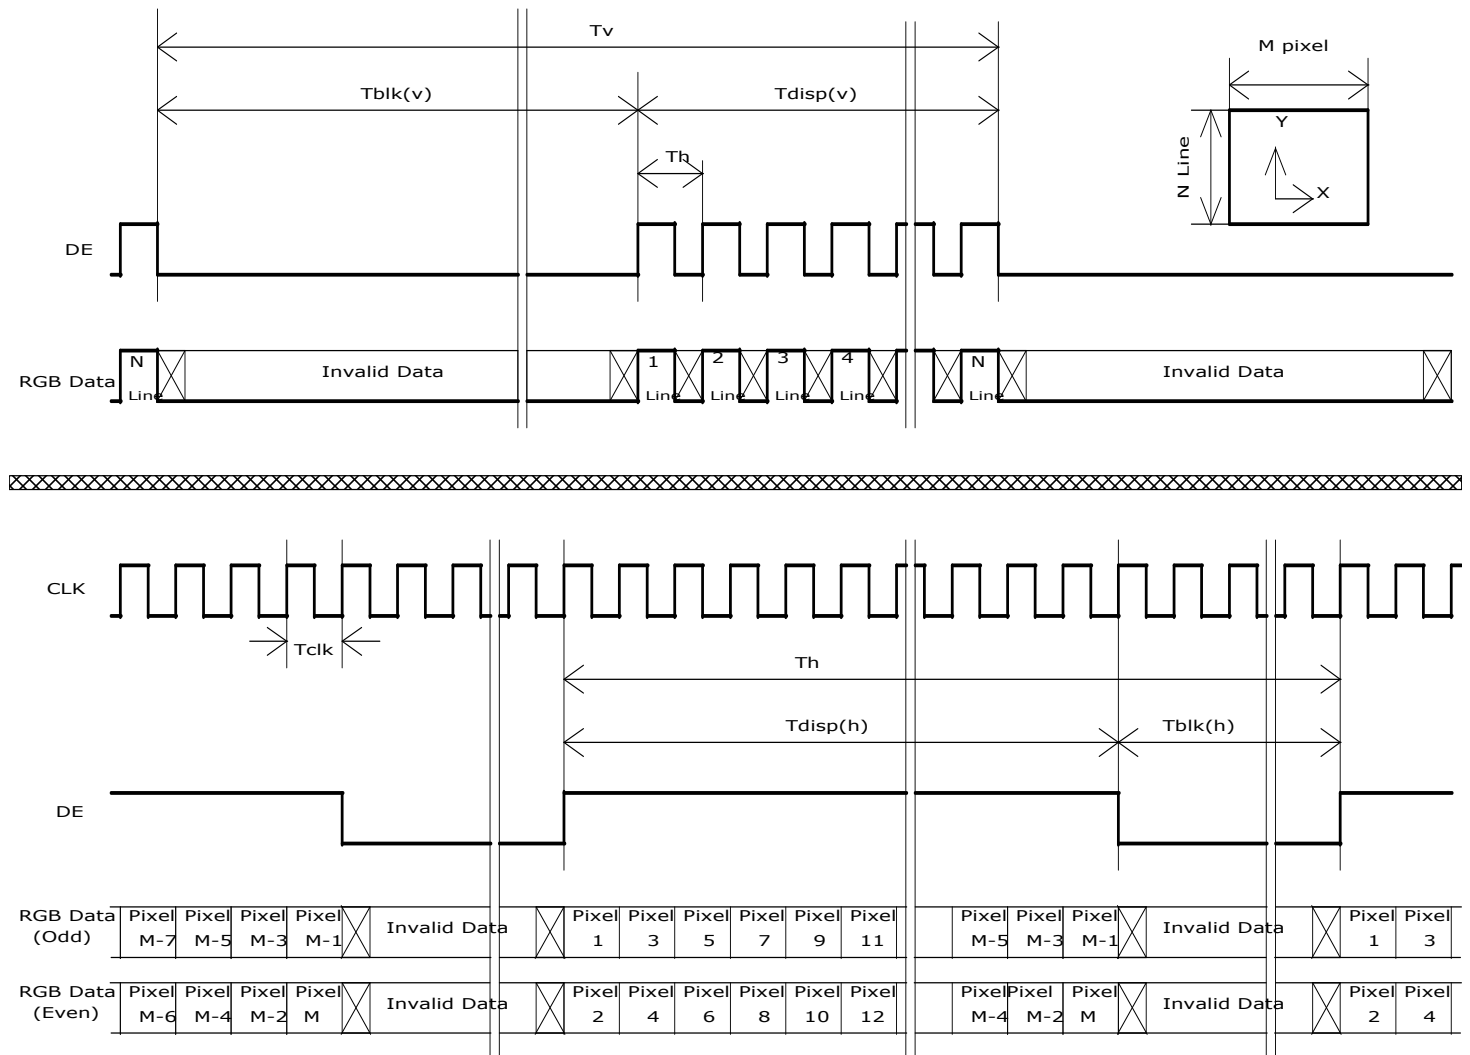 Tv
M pixel
Tblk(v)
Tdisp(v)
Y
N Line
Th
X
DE
RGB Data
N
Line
Invalid Data
1
Line
2
Line
3
Line
4
Line
N
Line
Invalid Data
CLK
Tclk
Th
Tdisp(h)
Tblk(h)
DE
RGB Data
(Odd)
Pixel Pixel Pixel Pixel
M-7 M-5 M-3 M-1
Invalid Data
Pixel Pixel Pixel Pixel Pixel Pixel
1 3 5 7 9 11
Pixel Pixel Pixel
M-5 M-3 M-1
Invalid Data
Pixel Pixel
1 3
RGB Data
(Even)
Pixel Pixel Pixel Pixel
M-6 M-4 M-2 M
Invalid Data
Pixel Pixel Pixel Pixel Pixel Pixel
2 4 6 8 10 12
Pixel Pixel Pixel
M-4 M-2 M
Invalid Data
Pixel Pixel
2 4